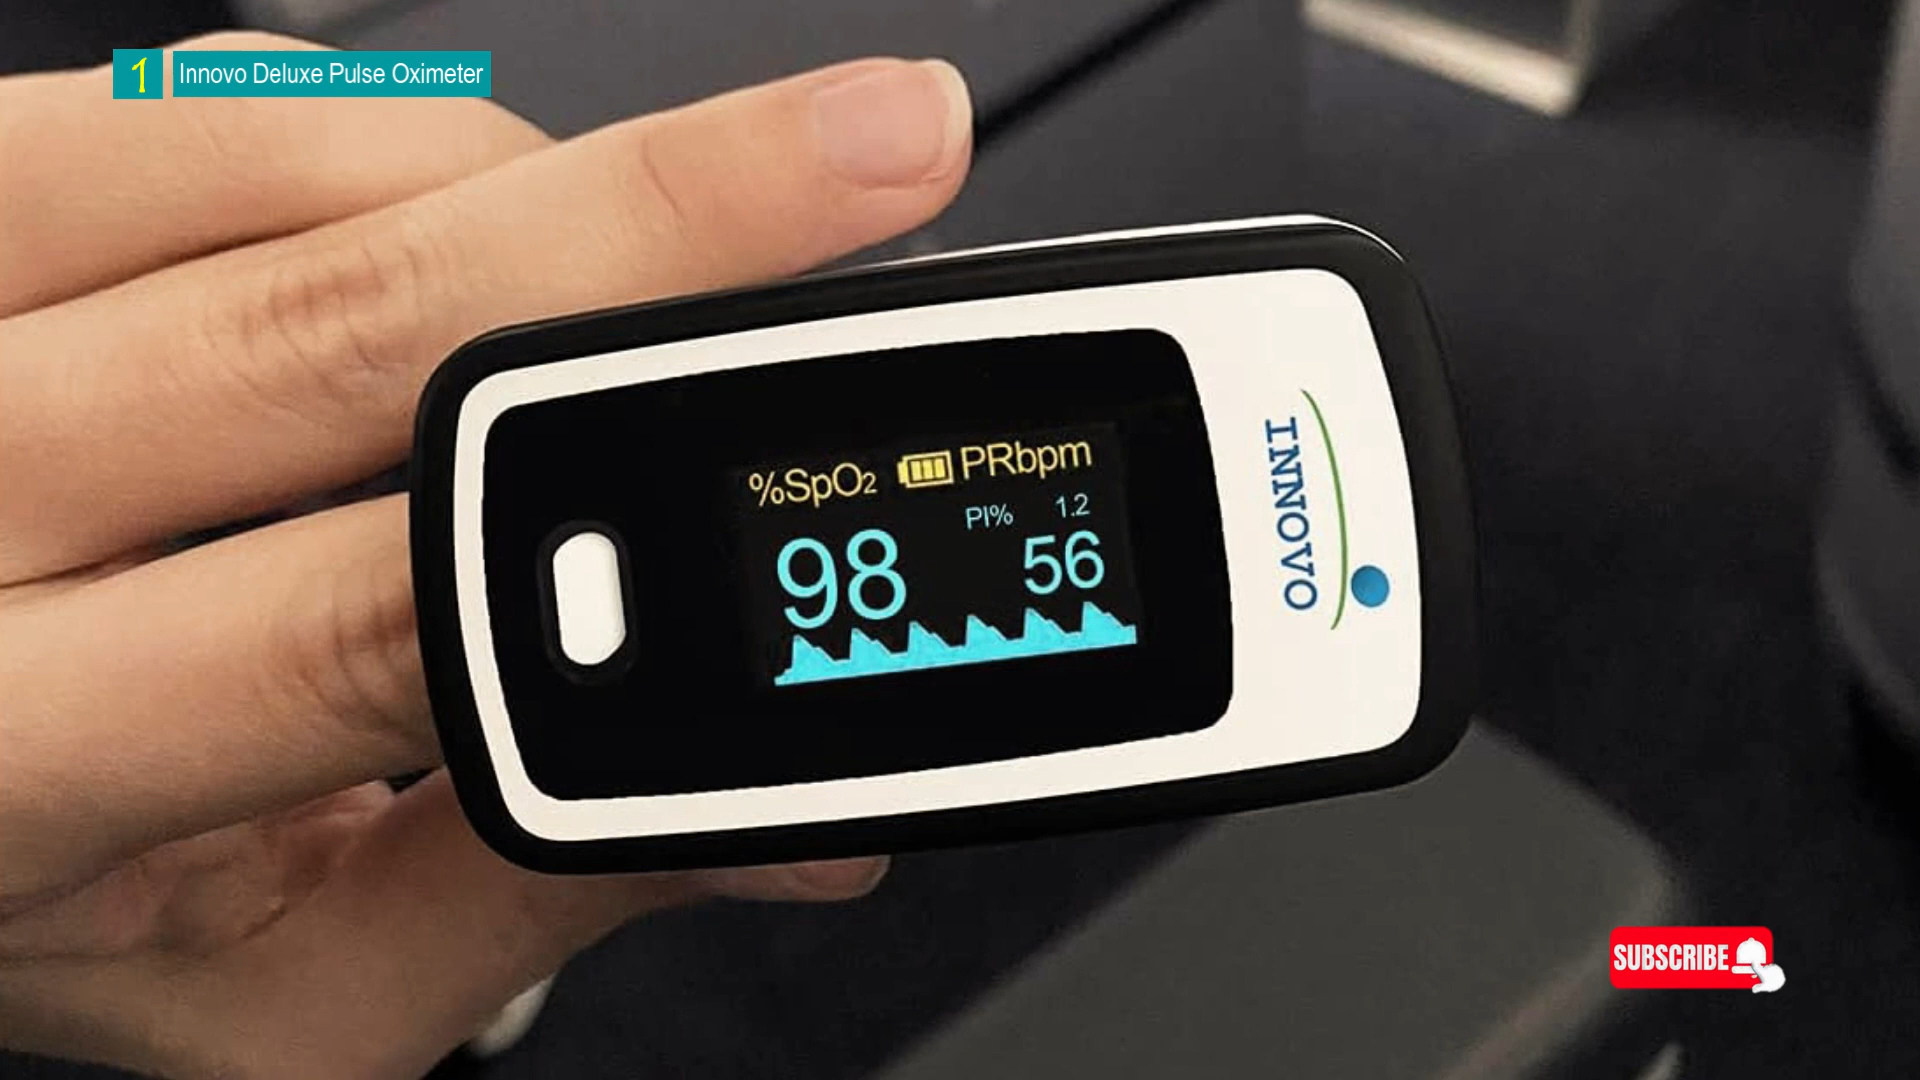 1 Innovo Deluxe Pulse Oximeter
%SpO₂ PRbpm
PI% 1.2
98 56
INNOVO
SUBSCRIBE